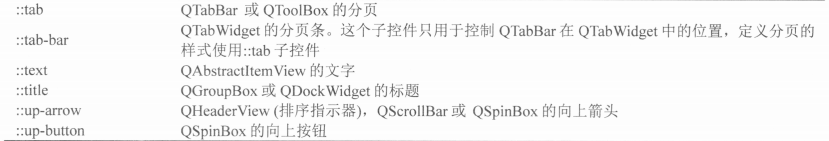 ::tab QTabBar 或 QToolBox 的分页
::tab-bar QTabWidget 的分页条。这个子控件只用于控制 QTabBar 在 QTabWidget 中的位置，定义分页的
样式使用::tab 子控件
::text QAbstractItemView 的文字
::title QGroupBox 或 QDockWidget 的标题
::up-arrow QHeaderView (排序指示器)，QScrollBar 或 QSpinBox 的向上箭头
::up-button QSpinBox 的向上按钮